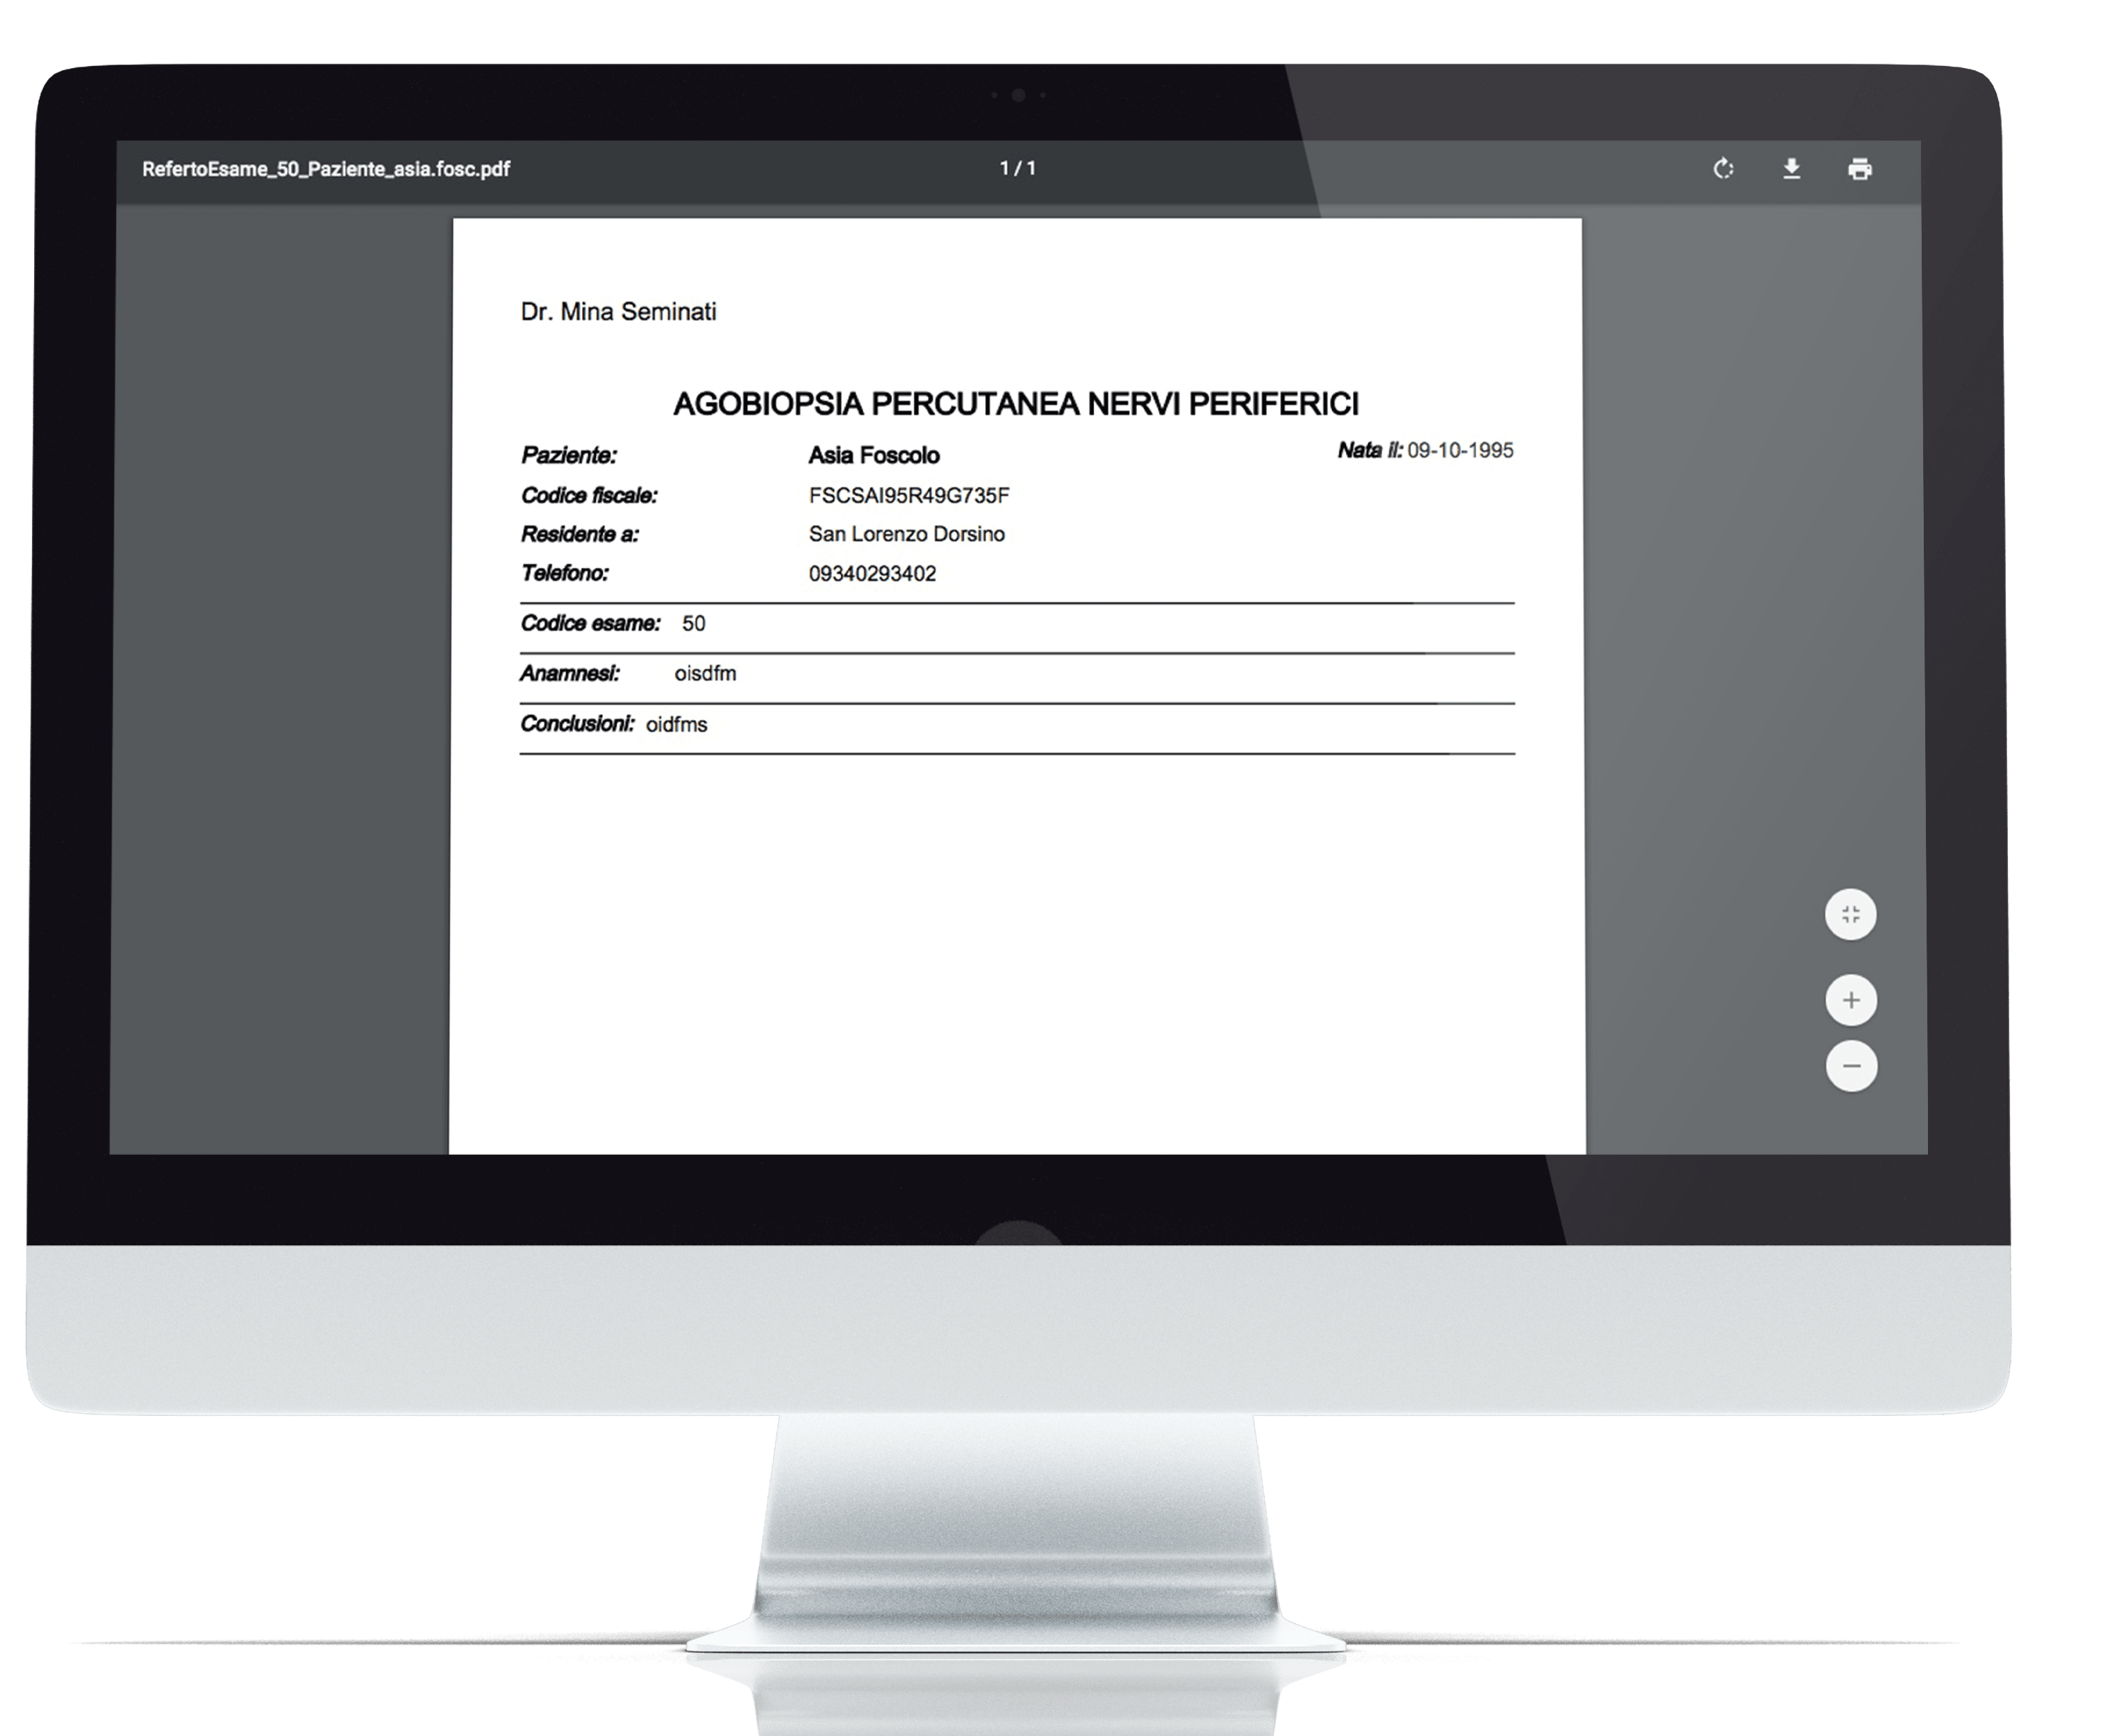 RefertoEsame_50_Paziente_asia.fosc.pdf 1 / 1
Dr. Mina Seminati
AGOBIOPSIA PERCUTANEA NERVI PERIFERICI
Paziente: Asia Foscolo Nata il: 09-10-1995
Codice fiscale: FSCSAI95R49G735F
Residente a: San Lorenzo Dorsino
Telefono: 09340293402
Codice esame: 50
Anamnesi: oisdfm
Conclusioni: oidfms